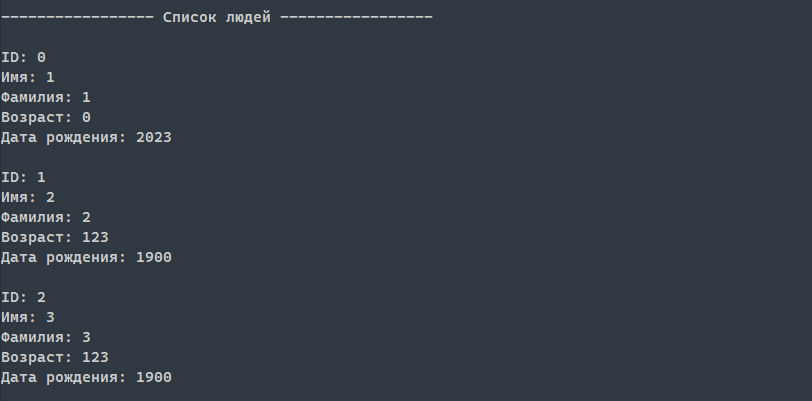 ----------------- Список людей -----------------
ID: 0
Имя: 1
Фамилия: 1
Возраст: 0
Дата рождения: 2023
ID: 1
Имя: 2
Фамилия: 2
Возраст: 123
Дата рождения: 1900
ID: 2
Имя: 3
Фамилия: 3
Возраст: 123
Дата рождения: 1900